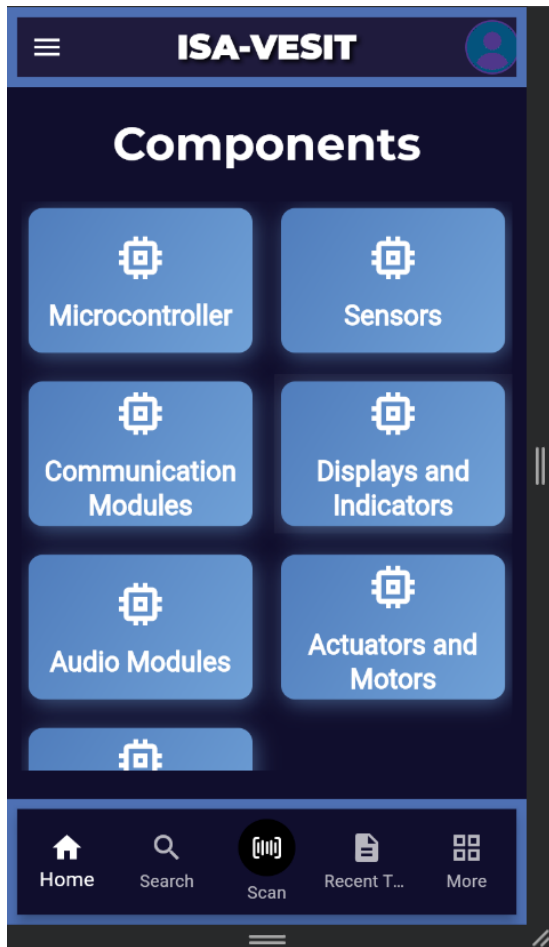 ISA-VESIT
Components
Microcontroller
Sensors
Communication
Modules
Displays and
Indicators
Audio Modules
Actuators and
Motors
Home
Search
Scan
Recent T...
More